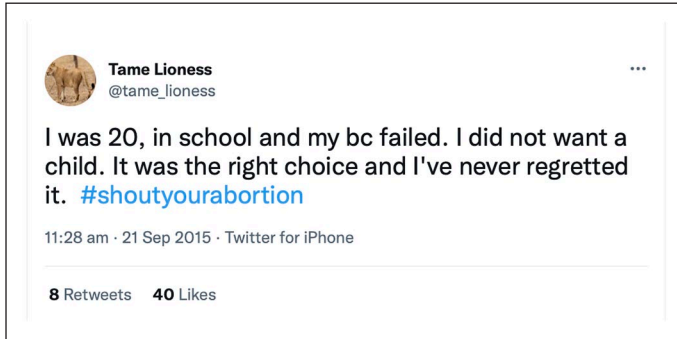 Tame Lioness
@tame_lioness
I was 20, in school and my bc failed. I did not want a
child. It was the right choice and I've never regretted
it. #shoutyourabortion
11:28 am · 21 Sep 2015 · Twitter for iPhone
8 Retweets 40 Likes